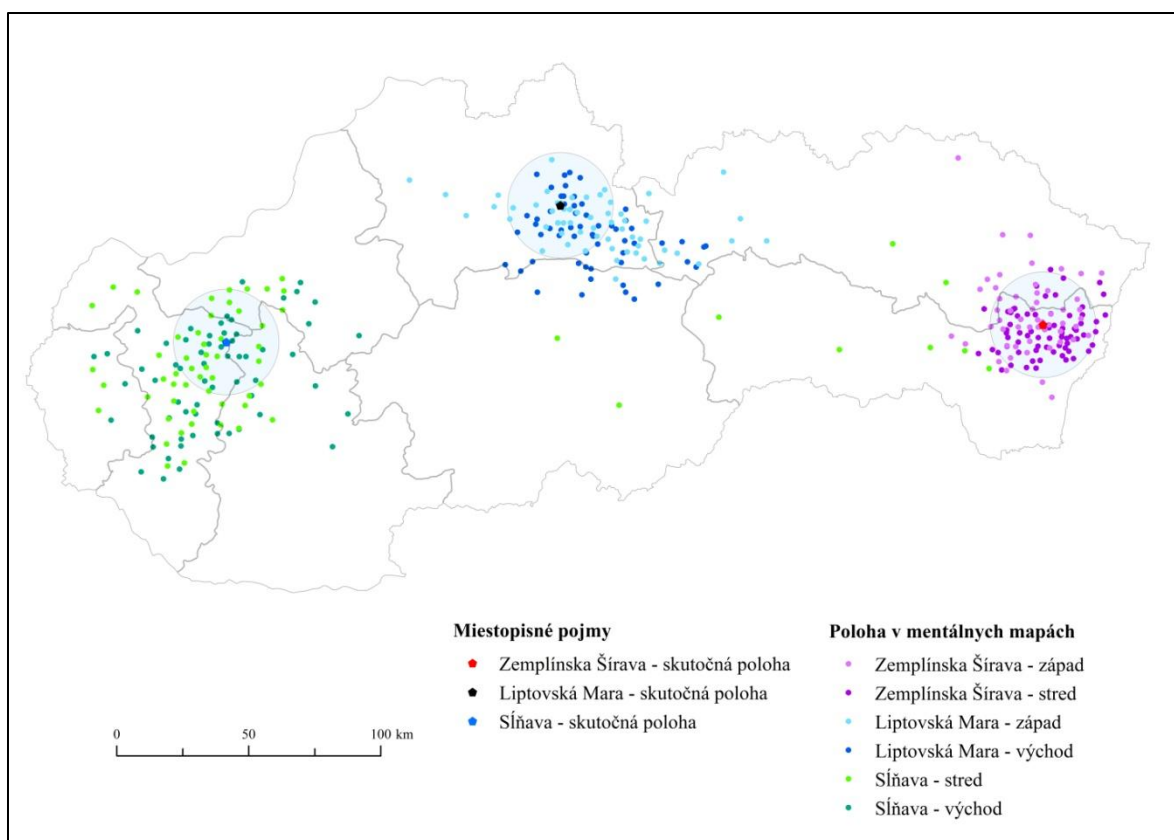 Miestopisné pojmy
Zemplínska Šírava - skutočná poloha
Liptovská Mara - skutočná poloha
Sĺňava - skutočná poloha
0 50 100 km
Poloha v mentálnych mapách
Zemplínska Šírava - západ
Zemplínska Šírava - stred
Liptovská Mara - západ
Liptovská Mara - východ
Sĺňava - stred
Sĺňava - východ